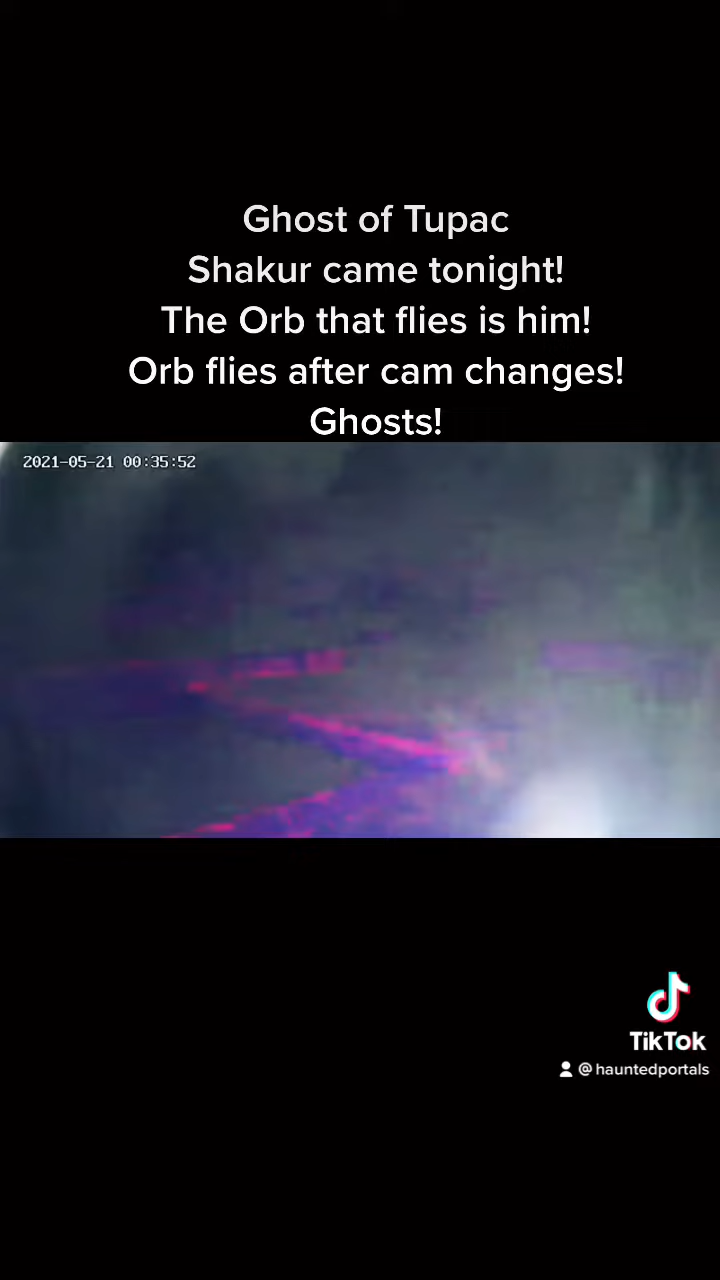 Ghost of Tupac
Shakur came tonight!
The Orb that flies is him!
Orb flies after cam changes!
Ghosts!
2021-05-21 00:35:52
TikTok
@hauntedportals